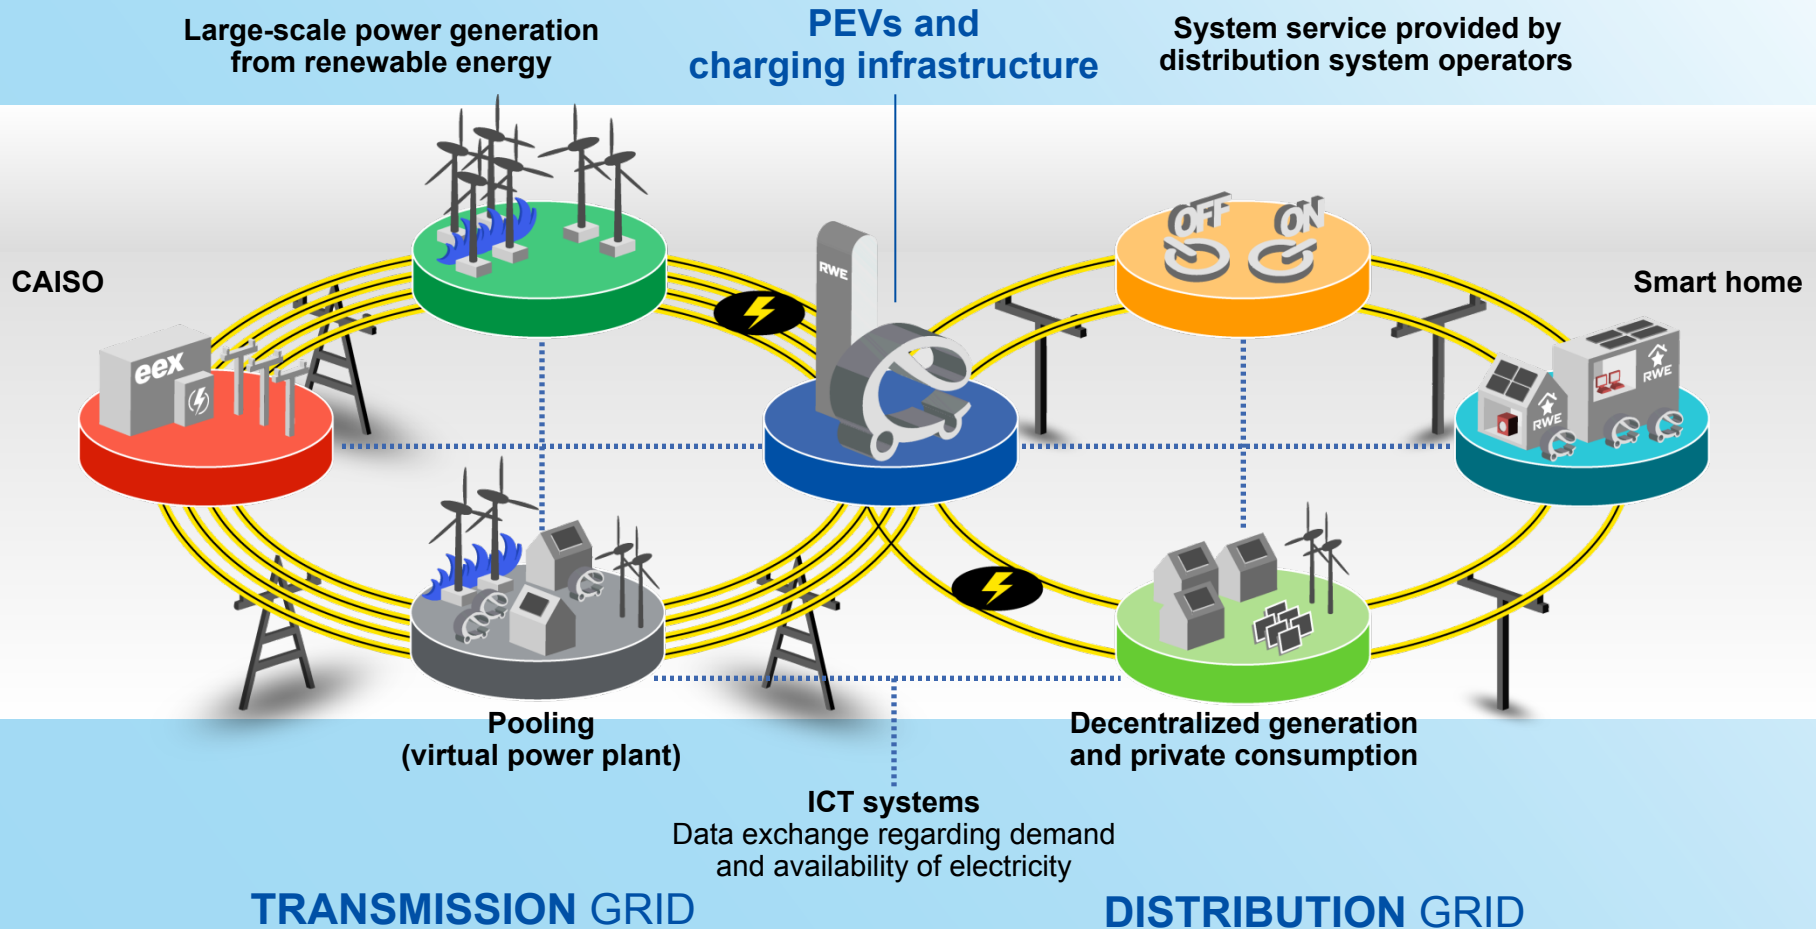 Large-scale power generation
from renewable energy
PEVs and
charging infrastructure
System service provided by
distribution system operators
OFF
ON
RWE
CAISO
Smart home
eex
RWE
RWE
Pooling
(virtual power plant)
Decentralized generation
and private consumption
ICT systems
Data exchange regarding demand
and availability of electricity
TRANSMISSION GRID
DISTRIBUTION GRID